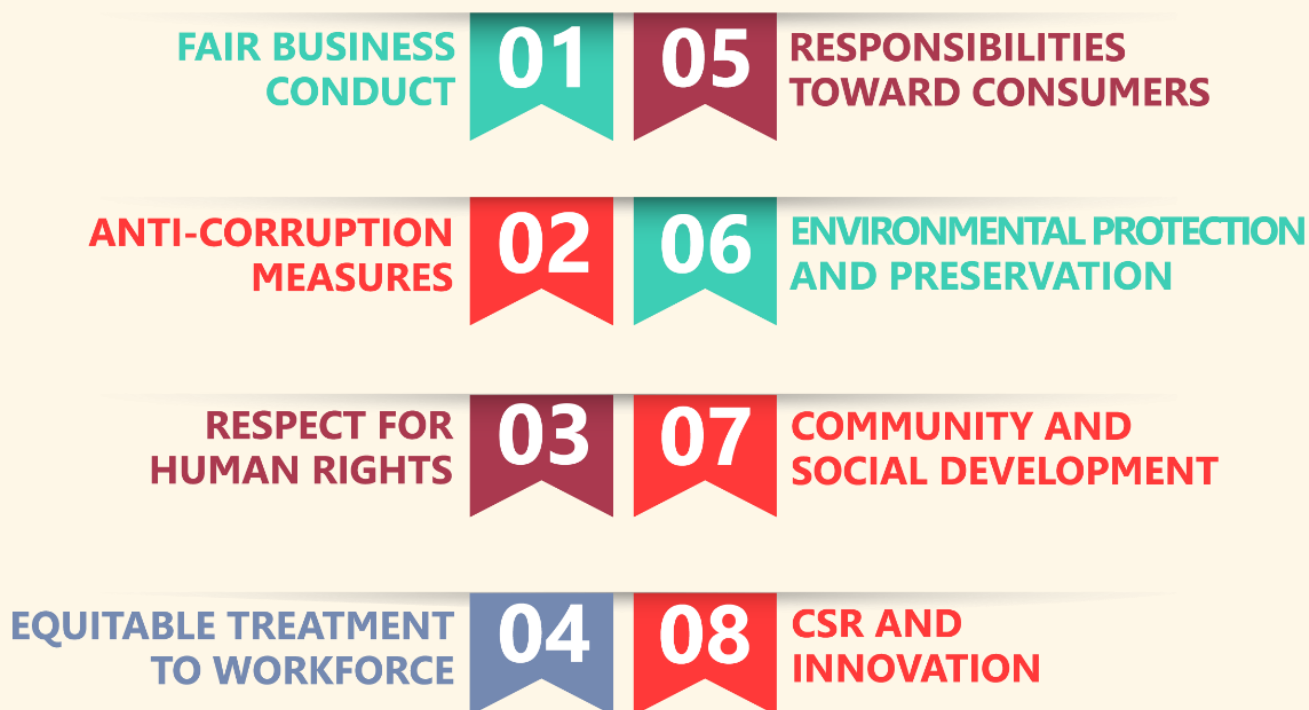 FAIR BUSINESS
CONDUCT
01
02
ANTI-CORRUPTION
MEASURES
03
RESPECT FOR
HUMAN RIGHTS
04
EQUITABLE TREATMENT
TO WORKFORCE
05
RESPONSIBILITIES
TOWARD CONSUMERS
06
ENVIRONMENTAL PROTECTION
AND PRESERVATION
07
COMMUNITY AND
SOCIAL DEVELOPMENT
08
CSR AND
INNOVATION